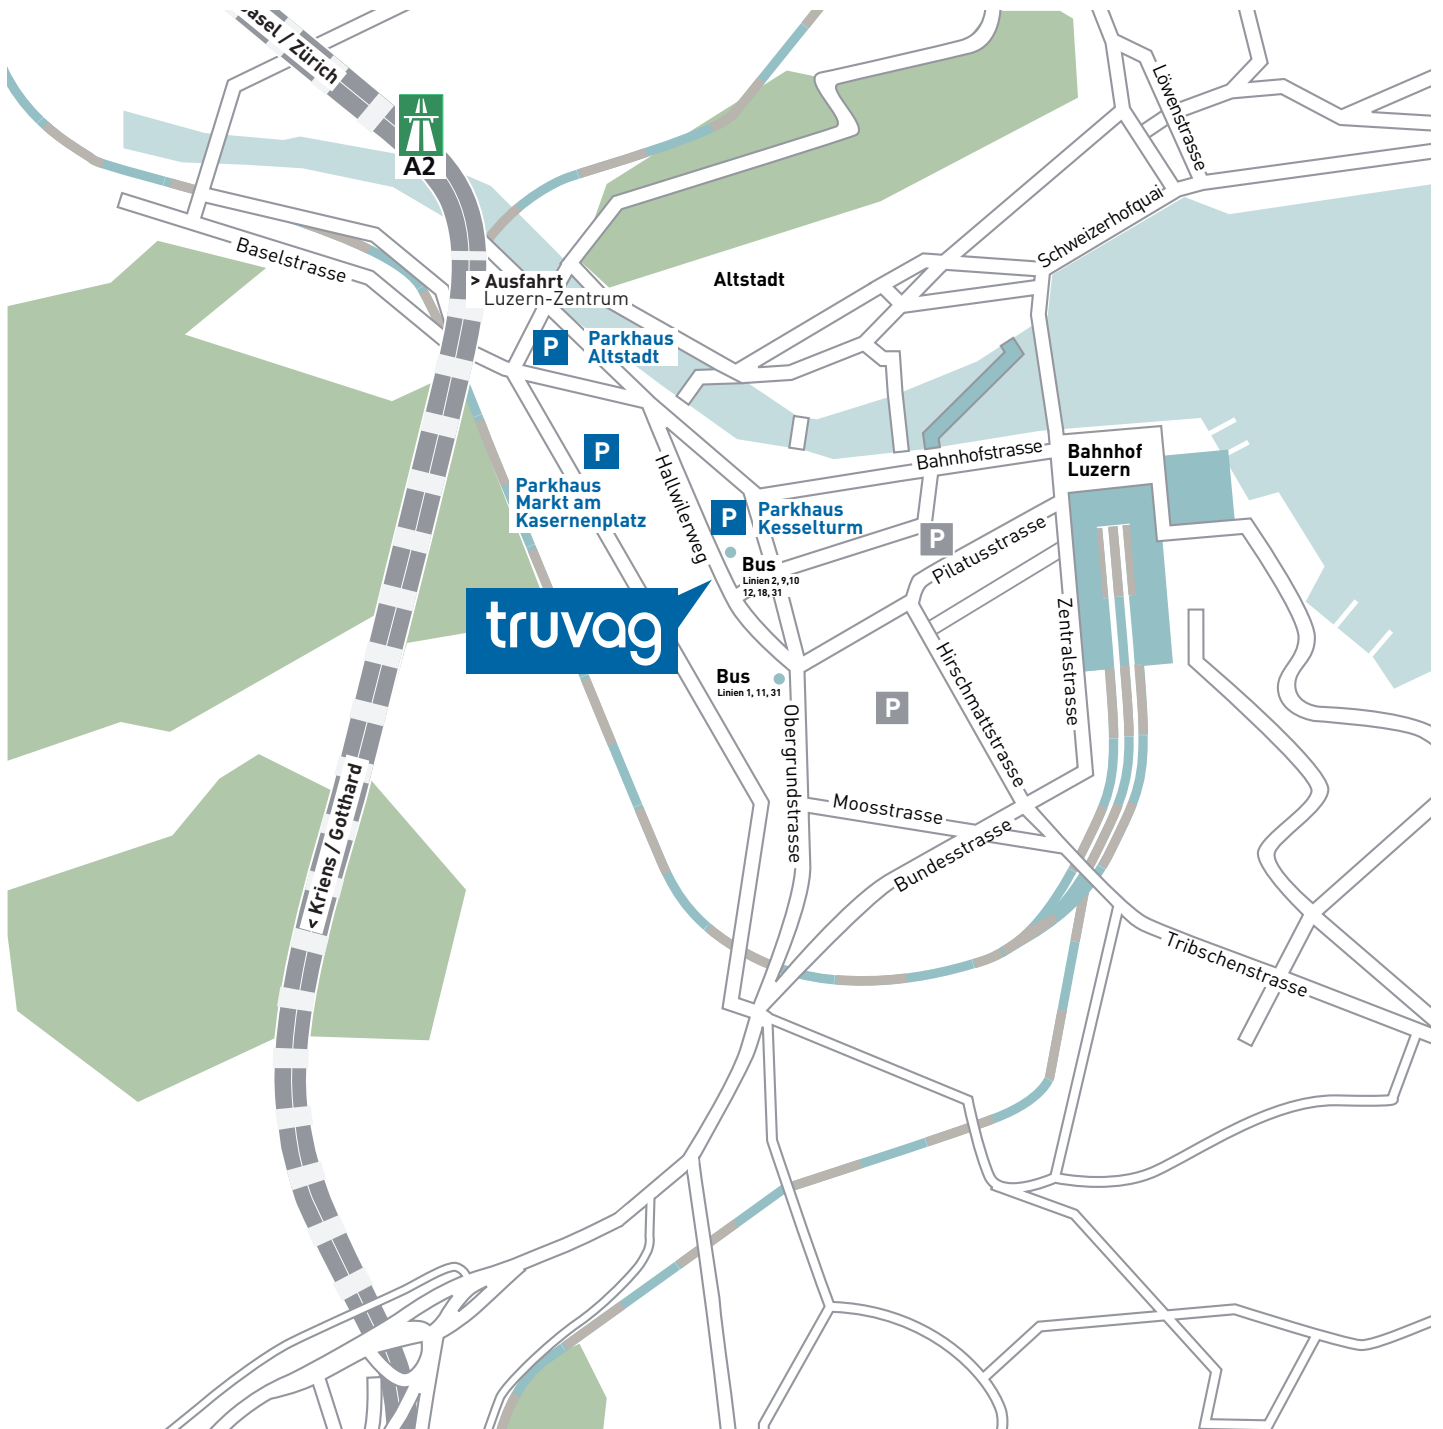 Basel / Zürich
A2
Löwenstrasse
Schweizerhofquai
Baselstrasse
> Ausfahrt
Luzern-Zentrum
Altstadt
P
Parkhaus
Altstadt
P
Parkhaus
Markt am
Kasernenplatz
Hallwilerweg
P
Parkhaus
Kesselturm
Bahnhofstrasse
Bahnhof
Luzern
P
Pilatusstrasse
Bus
Linien 2, 9,10
12, 18, 31
truvag
Zentralstrasse
Hirschmattstrasse
Bus
Linien 1, 11, 31
P
Obergrundstrasse
Moosstrasse
Bundesstrasse
< Kriens / Gotthard
Tribschenstrasse